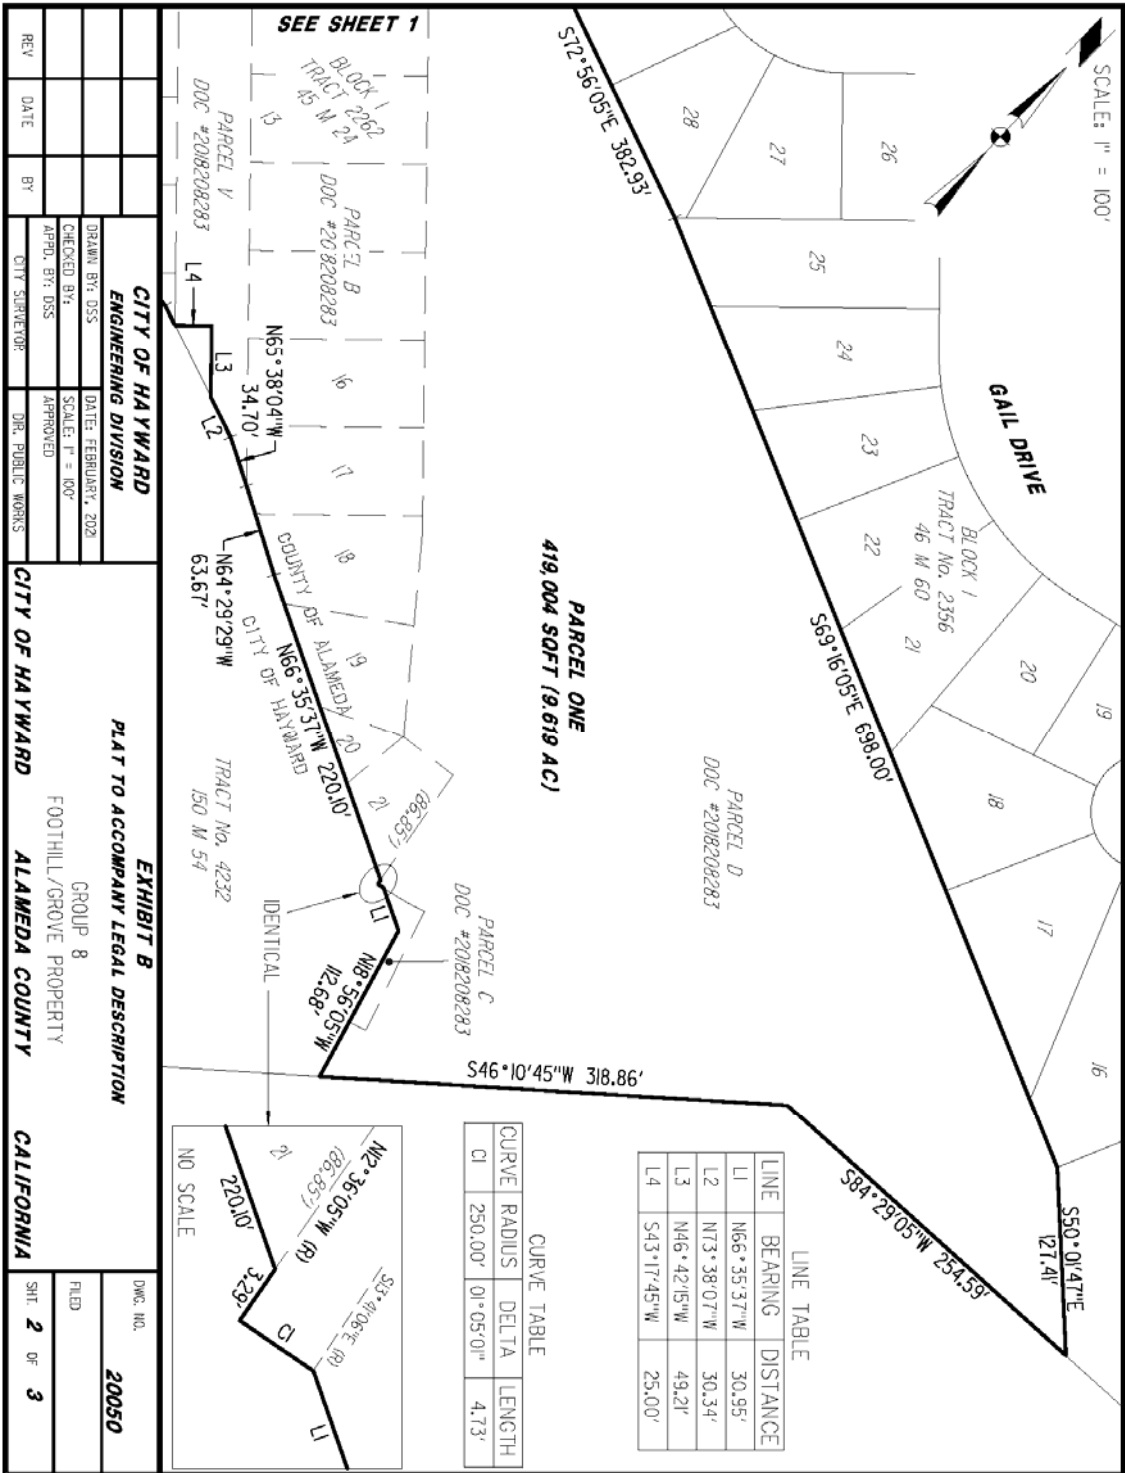 SCALE: 1" = 100'
SEE SHEET 1
S72°56'05"E 382.93'
28
27
26
25
24
23
22
21
20
19
18
17
16
GAIL DRIVE
BLOCK 1
TRACT No. 2356
46 M 60
S69°16'05"E 698.00'
S50°01'47"E
127.41'
S84°29'05"W 254.59'
S46°10'45"W 318.86'
BLOCK 1
TRACT 2262
45 M 24
15
PARCEL V
DOC #2018208283
PARCEL B
DOC #2018208283
16
17
18
19
20
21
L4
L3
L2
N65°38'04"W
34.70'
N64°29'29"W
63.67'
COUNTY OF ALAMEDA
CITY OF HAYWARD
N66°35'37"W 220.10'
(86.85')
L1
PARCEL ONE
419,004 SQFT (9.619 AC)
PARCEL D
DOC #2018208283
PARCEL C
DOC #2018208283
N18°56'05"W
112.68'
TRACT No. 4232
150 M 54
IDENTICAL
LINE TABLE
LINE BEARING DISTANCE
L1 N66°35'37"W 30.95'
L2 N73°38'07"W 30.34'
L3 N46°42'15"W 49.21'
L4 S43°17'45"W 25.00'
CURVE TABLE
CURVE RADIUS DELTA LENGTH
C1 250.00' 01°05'01" 4.73'
N12°36'05"W (R)
(86.85')
21
S13°41'06"E (R)
220.10'
3.29'
C1
L1
NO SCALE
REV DATE BY
CITY OF HAYWARD
ENGINEERING DIVISION
DRAWN BY: DSS DATE: FEBRUARY, 2021
CHECKED BY: SCALE: 1" = 100'
APPD. BY: DSS APPROVED
CITY SURVEYOR DIR. PUBLIC WORKS
EXHIBIT B
PLAT TO ACCOMPANY LEGAL DESCRIPTION
GROUP 8
FOOTHILL/GROVE PROPERTY
CITY OF HAYWARD ALAMEDA COUNTY CALIFORNIA
DWG. NO.
20050
FILED
SHT. 2 OF 3